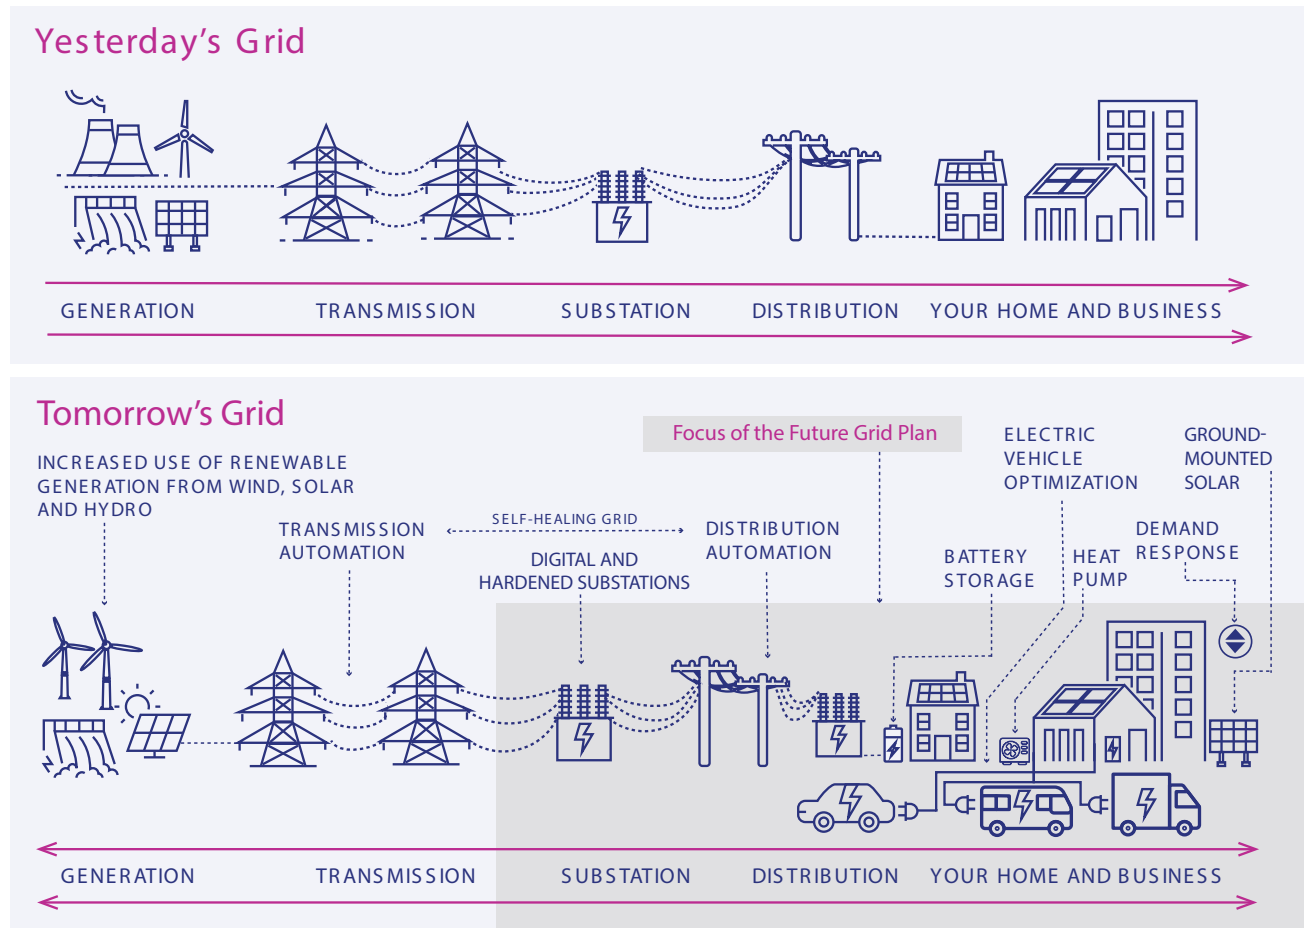 Yesterday's Grid
GENERATION
TRANSMISSION
SUBSTATION
DISTRIBUTION
YOUR HOME AND BUSINESS
Tomorrow's Grid
INCREASED USE OF RENEWABLE
GENERATION FROM WIND, SOLAR
AND HYDRO
TRANSMISSION
AUTOMATION
SELF-HEALING GRID
DIGITAL AND
HARDENED SUBSTATIONS
DISTRIBUTION
AUTOMATION
Focus of the Future Grid Plan
BATTERY
STORAGE
ELECTRIC
VEHICLE
OPTIMIZATION
HEAT
PUMP
DEMAND
RESPONSE
GROUND-
MOUNTED
SOLAR
GENERATION
TRANSMISSION
SUBSTATION
DISTRIBUTION
YOUR HOME AND BUSINESS